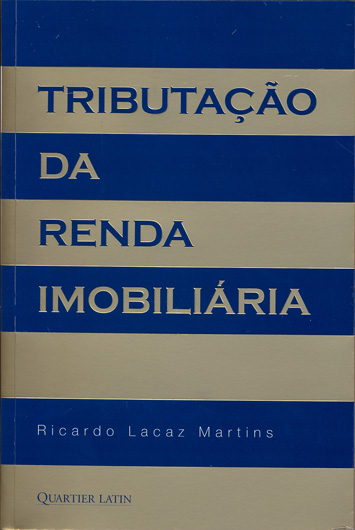 TRIBUTAÇÃO
DA
RENDA
IMOBILIÁRIA
Ricardo Lacaz Martins
QUARTIER LATIN